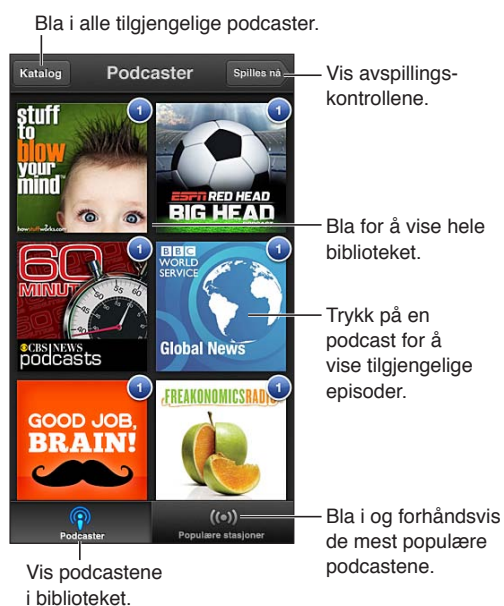 Bla i alle tilgjengelige podcaster.
Katalog
Podcaster
Spilles nå
Vis avspillings-
kontrollene.
stuff
to
blow
your
mind
howstuffworks.com
1
ESPN RED HEAD
BIG HEAD
PODCAST
1
Bla for å vise hele
biblioteket.
60
MINUTES
CBS NEWS
podcasts
1
BBC
WORLD
SERVICE
Global News
1
Trykk på en
podcast for å
vise tilgjengelige
episoder.
GOOD JOB,
BRAIN!
1
FREAKONOMICS RADIO
1
Podcaster
Populære stasjoner
Bla i og forhåndsvis
de mest populære
podcastene.
Vis podcastene
i biblioteket.